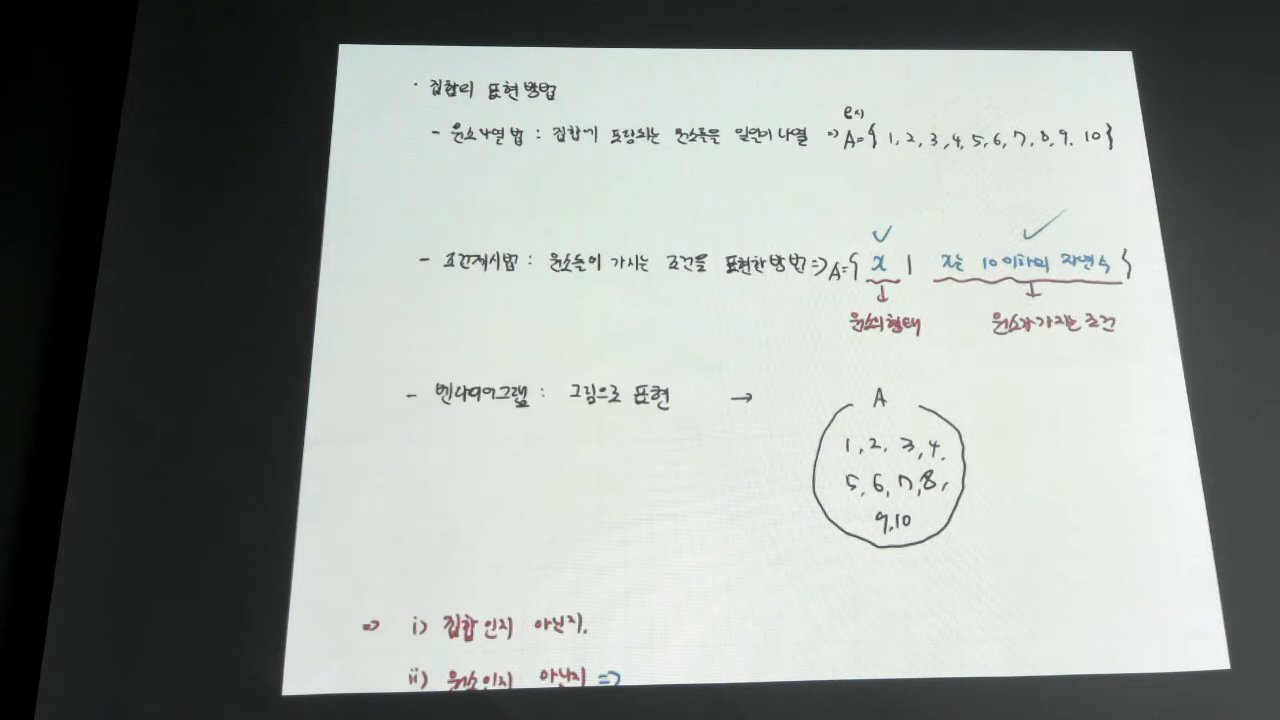 · 집합의 표현방법
예시
- 원소나열법 : 집합에 포함되는 원소들을 일일이 나열 => A={ 1, 2, 3, 4, 5, 6, 7, 8, 9, 10 }
- 조건제시법 : 원소들이 가지는 조건을 표현한 방법 => A={ x | x는 10이하의 자연수 }
원소의 형태 원소가 가지는 조건
- 벤다이어그램 : 그림으로 표현 →
A
1, 2, 3, 4,
5, 6, 7, 8,
9, 10
=> i) 집합인지 아닌지.
ii) 원소인지 아닌지 =>